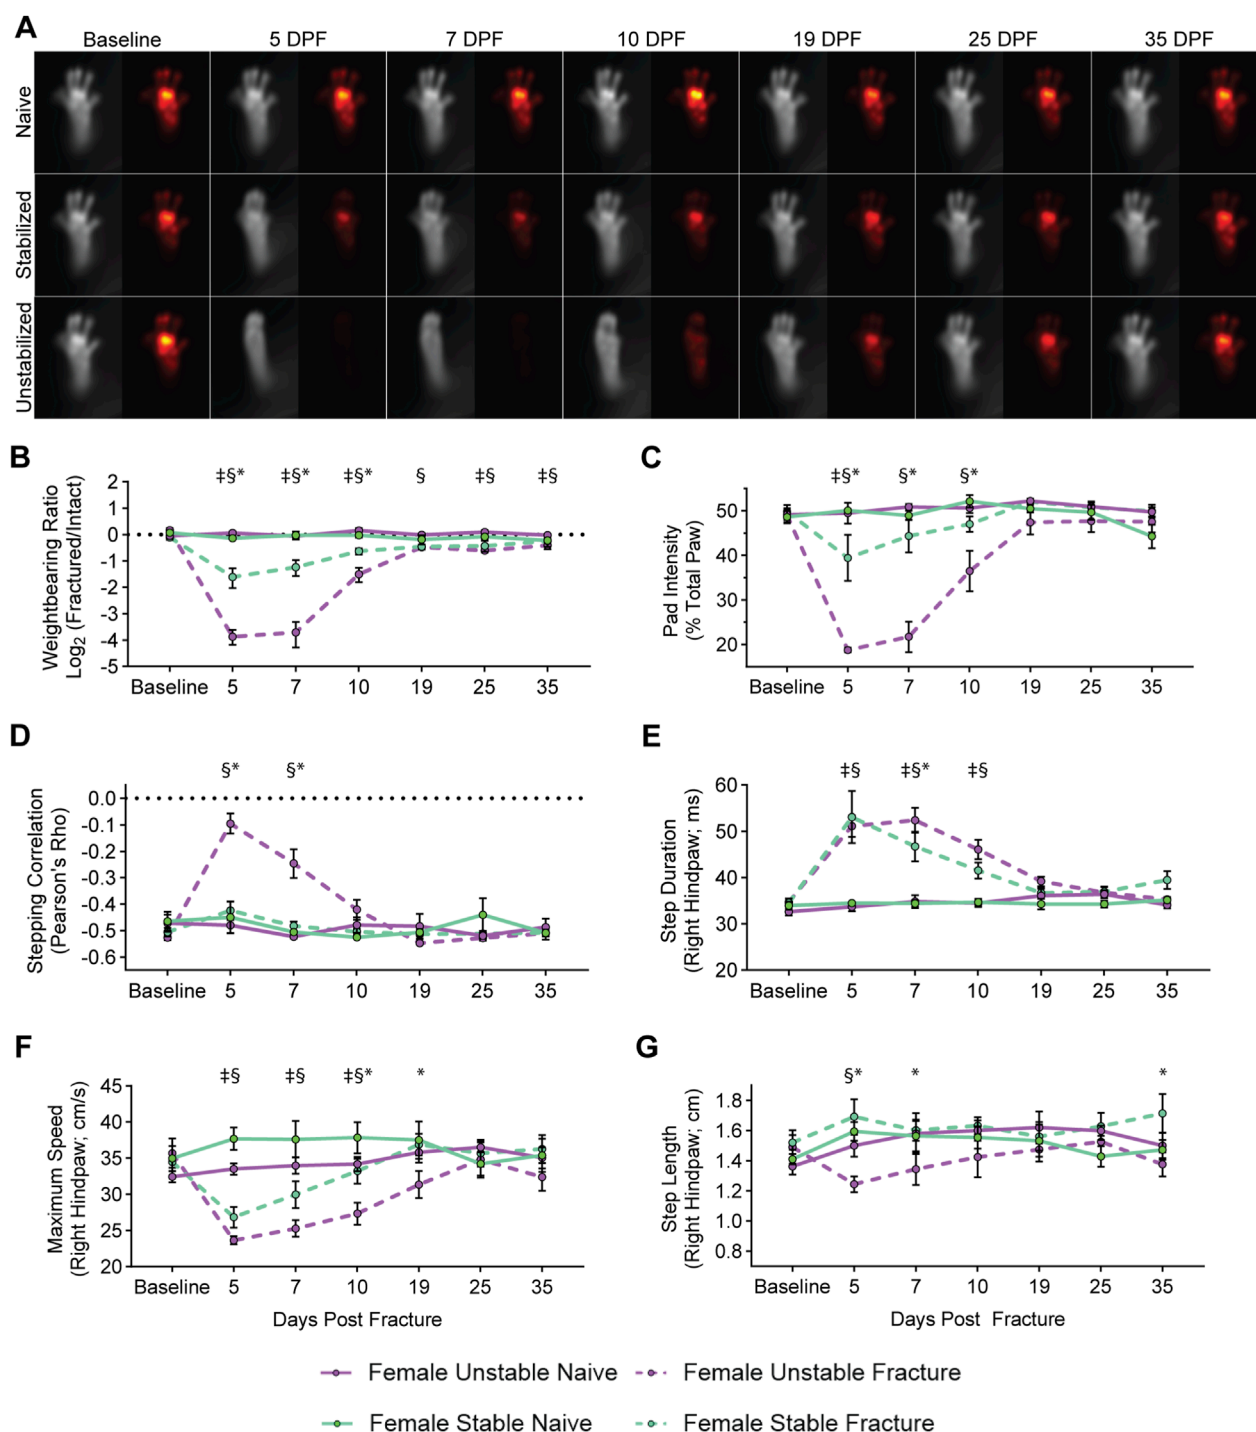 A
Baseline 5 DPF 7 DPF 10 DPF 19 DPF 25 DPF 35 DPF
Naive
Stabilized
Unstabilized
B
‡§* ‡§* ‡§* § ‡§ ‡§
Weightbearing Ratio
Log2 (Fractured/Intact)
2
1
0
-1
-2
-3
-4
-5
Baseline 5 7 10 19 25 35
C
‡§* §* §*
Pad Intensity
(% Total Paw)
50
40
30
20
Baseline 5 7 10 19 25 35
D
§* §*
Stepping Correlation
(Pearson's Rho)
0.0
-0.1
-0.2
-0.3
-0.4
-0.5
-0.6
Baseline 5 7 10 19 25 35
E
‡§ ‡§* ‡§
Step Duration
(Right Hindpaw; ms)
60
50
40
30
20
Baseline 5 7 10 19 25 35
F
‡§ ‡§ ‡§* *
Maximum Speed
(Right Hindpaw; cm/s)
45
40
35
30
25
20
Baseline 5 7 10 19 25 35
Days Post Fracture
G
§* * *
Step Length
(Right Hindpaw; cm)
1.8
1.6
1.4
1.2
1.0
0.8
Baseline 5 7 10 19 25 35
Days Post Fracture
Female Unstable Naive Female Unstable Fracture
Female Stable Naive Female Stable Fracture